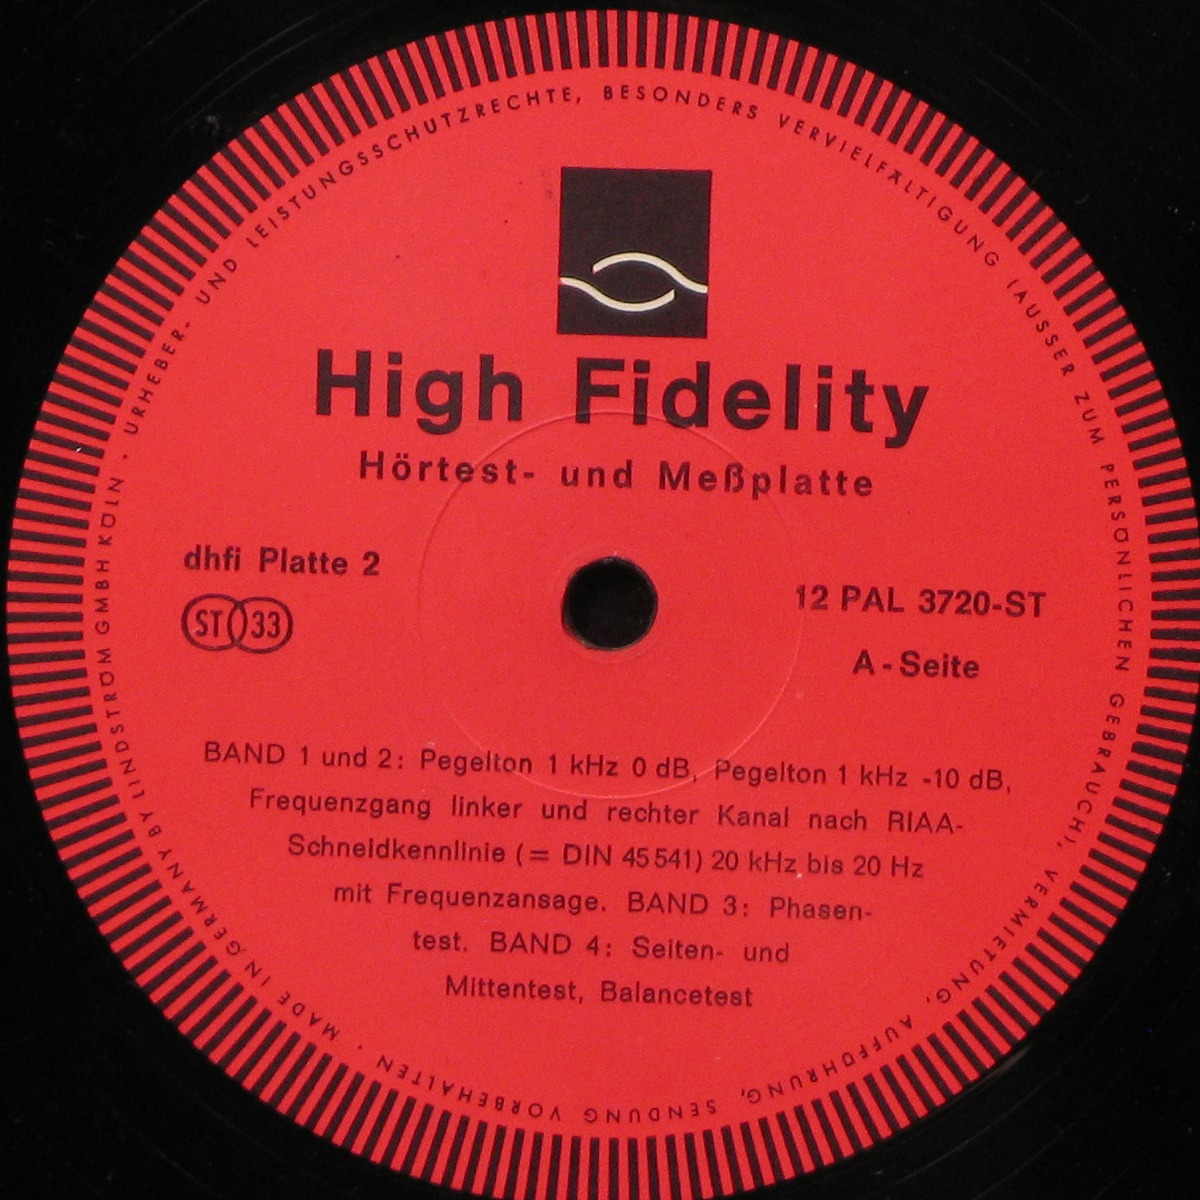 High Fidelity
Hörtest- und Meßplatte
dhfi Platte 2
ST 33
12 PAL 3720-ST
A-Seite
BAND 1 und 2: Pegelton 1 kHz 0 dB, Pegelton 1 kHz -10 dB,
Frequenzgang linker und rechter Kanal nach RIAA-
Schneidkennlinie (= DIN 45 541) 20 kHz bis 20 Hz
mit Frequenzansage. BAND 3: Phasen-
test. BAND 4: Seiten- und
Mittentest, Balancetest
MADE IN GERMANY BY LINDSTRÖM GMBH KÖLN · URHEBER- UND LEISTUNGSSCHUTZRECHTE, BESONDERS VERVIELFÄLTIGUNG (AUSSER ZUM PERSÖNLICHEN GEBRAUCH), VERMIETUNG, AUFFÜHRUNG, SENDUNG VORBEHALTEN ·